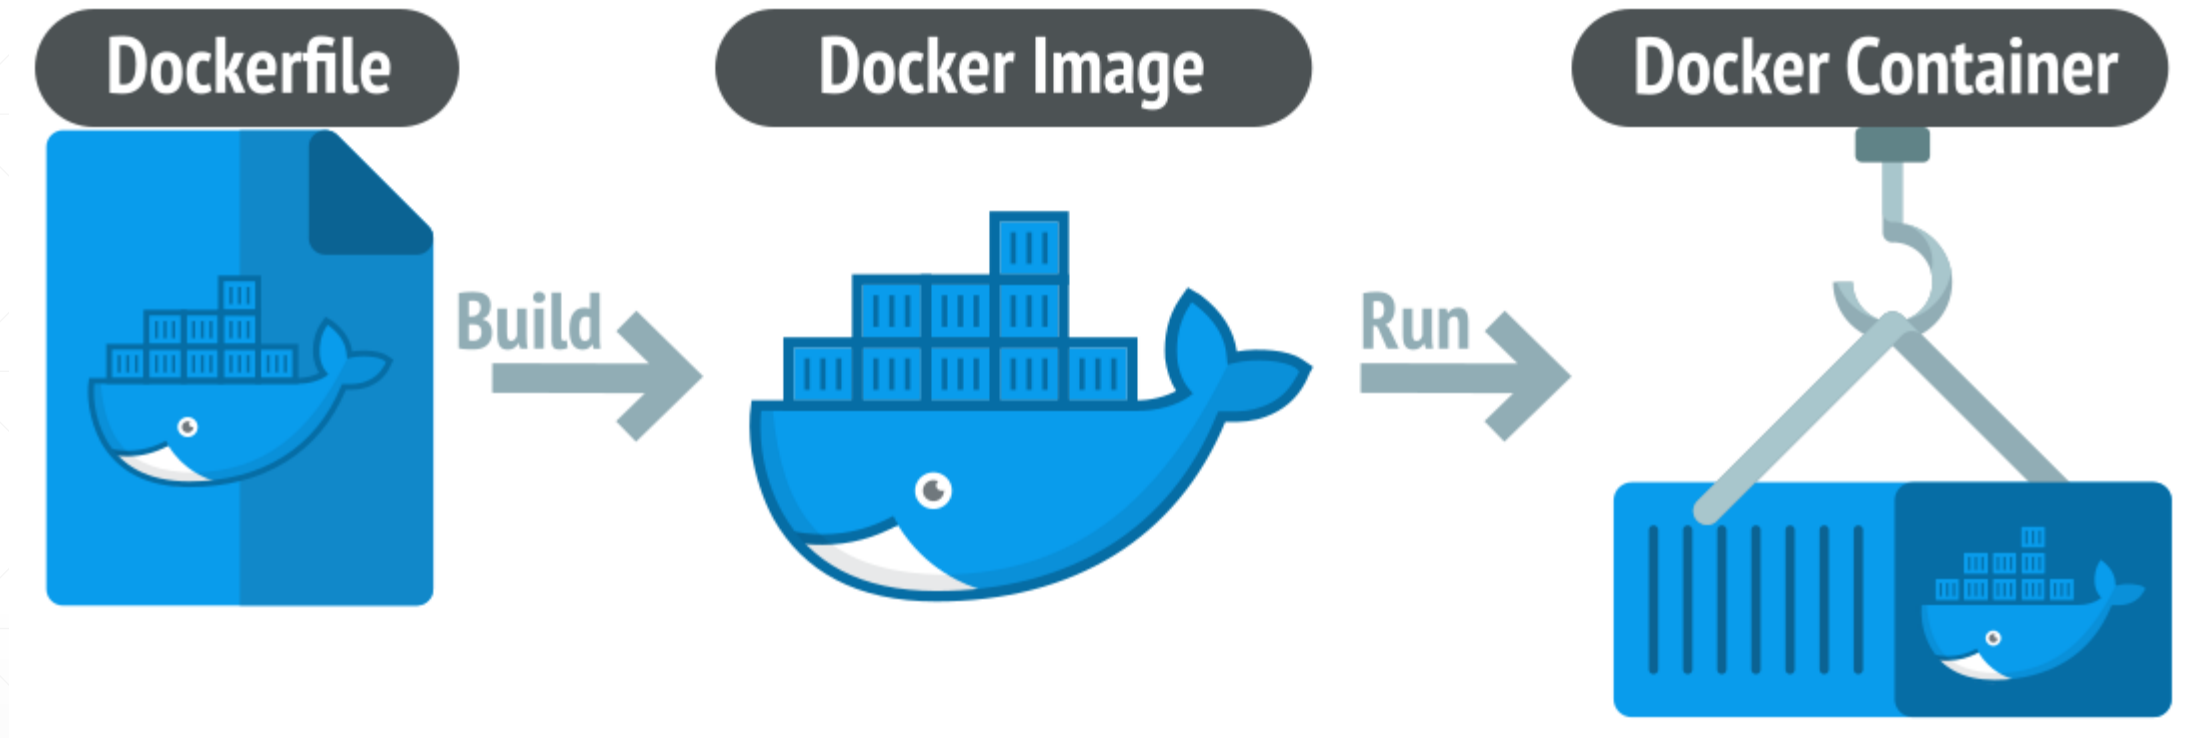 Dockerfile
Docker Image
Docker Container
Build
Run